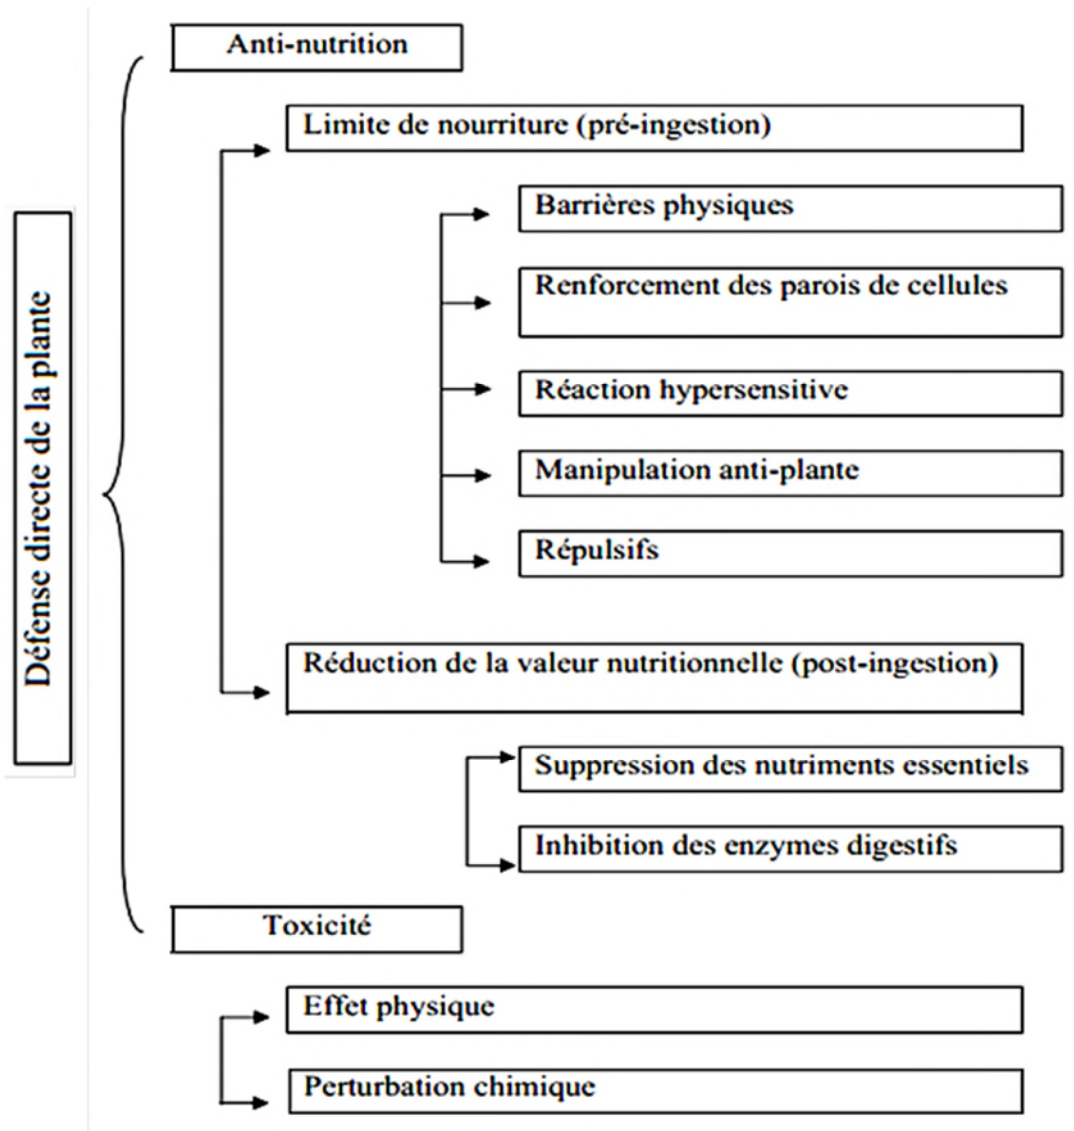 Défense directe de la plante
Anti-nutrition
Limite de nourriture (pré-ingestion)
Barrières physiques
Renforcement des parois de cellules
Réaction hypersensitive
Manipulation anti-plante
Répulsifs
Réduction de la valeur nutritionnelle (post-ingestion)
Suppression des nutriments essentiels
Inhibition des enzymes digestifs
Toxicité
Effet physique
Perturbation chimique